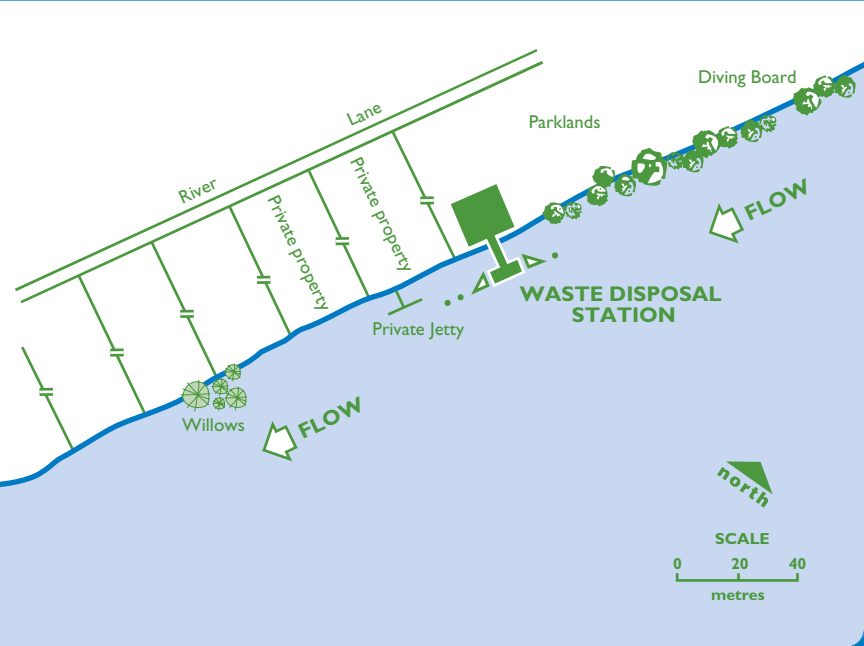 Diving Board
Lane
Parklands
River
Private property
Private property
FLOW
WASTE DISPOSAL
STATION
Private Jetty
Willows
FLOW
north
SCALE
0 20 40
metres